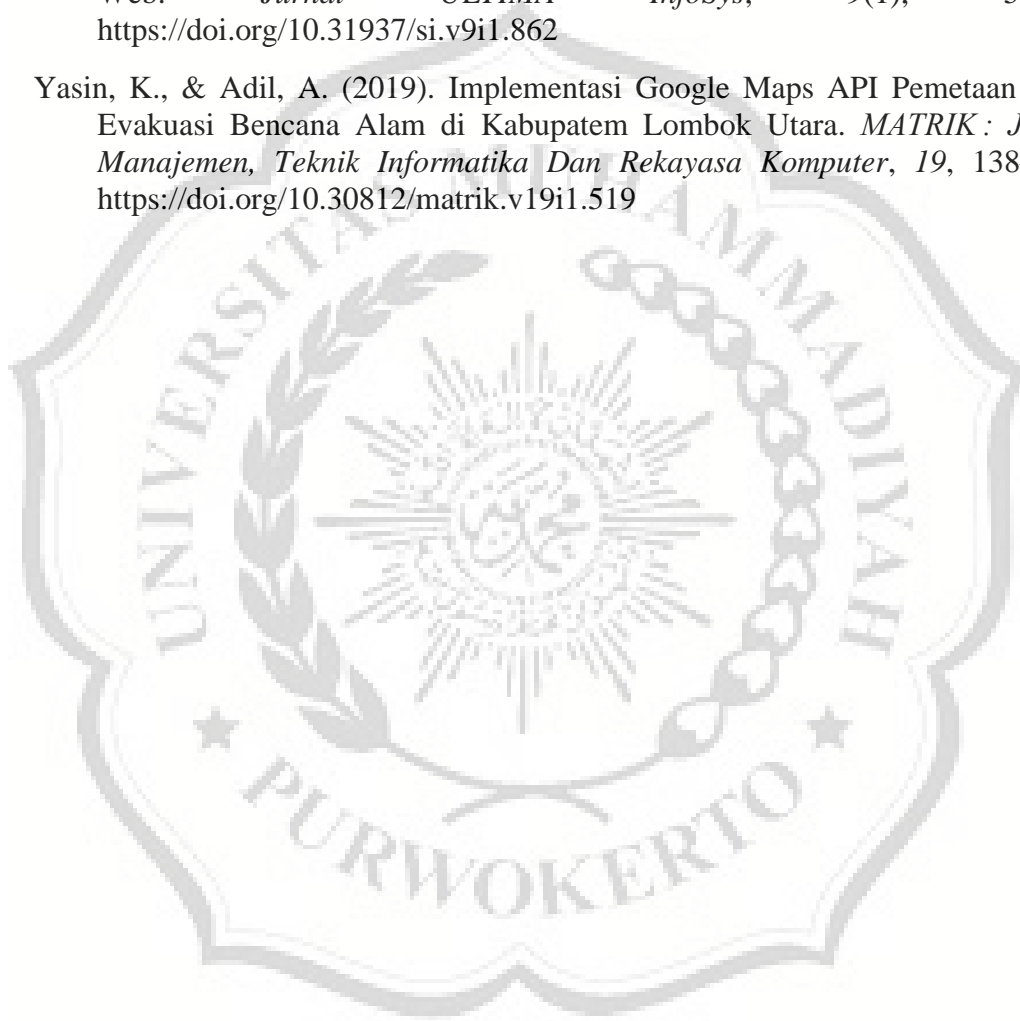 Web. Jurnal ULTIMA InfoSys, 9(1),
https://doi.org/10.31937/si.v9i1.862
Yasin, K., & Adil, A. (2019). Implementasi Google Maps API Pemetaan
Evakuasi Bencana Alam di Kabupatem Lombok Utara. MATRIK : J
Manajemen, Teknik Informatika Dan Rekayasa Komputer, 19, 138
https://doi.org/10.30812/matrik.v19i1.519
UNIVERSITAS MUHAMMADIYAH
PURWOKERTO